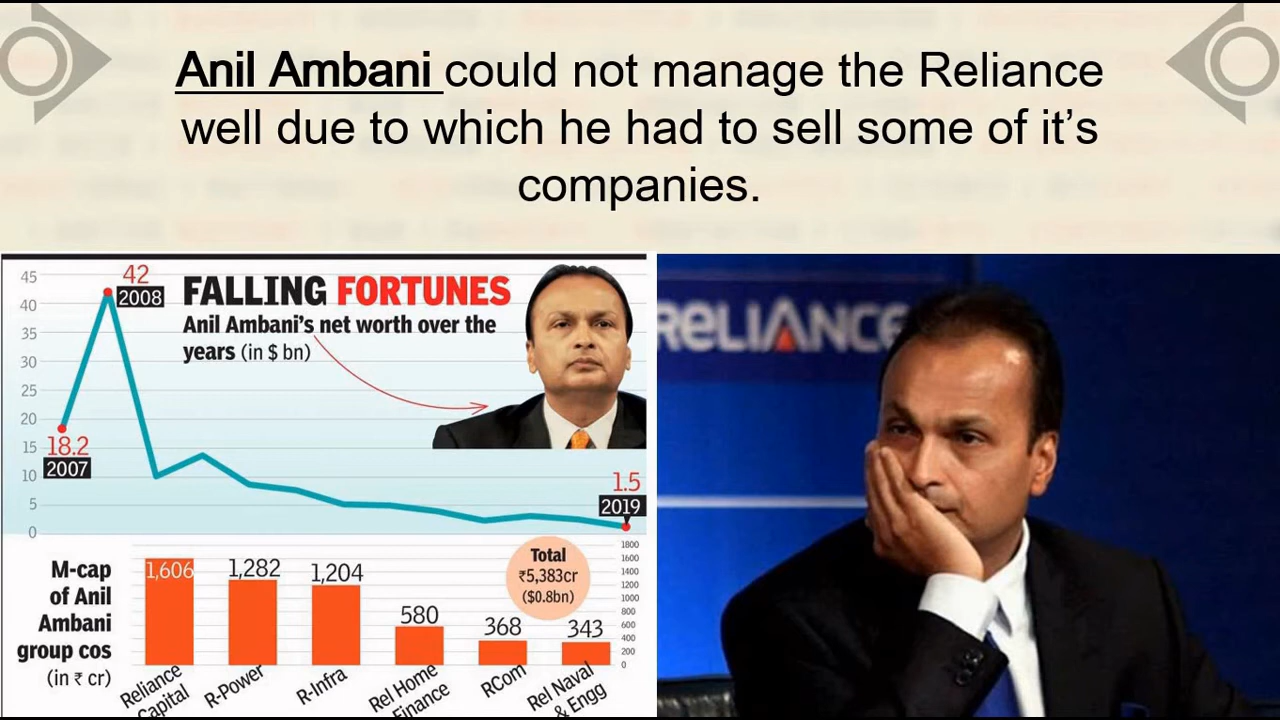 Anil Ambani could not manage the Reliance
well due to which he had to sell some of it’s
companies.
45
40
35
30
25
20
15
10
5
0
42
2008
18.2
2007
FALLING FORTUNES
Anil Ambani's net worth over the
years (in $ bn)
1.5
2019
M-cap
of Anil
Ambani
group cos
(in ₹ cr)
1,606
1,282
1,204
580
368
343
Total
₹5,383cr
($0.8bn)
1800
1600
1400
1200
1000
800
600
400
200
0
Reliance
Capital
R-Power
R-Infra
Rel Home
Finance
RCom
Rel Naval
& Engg
RELIANCE